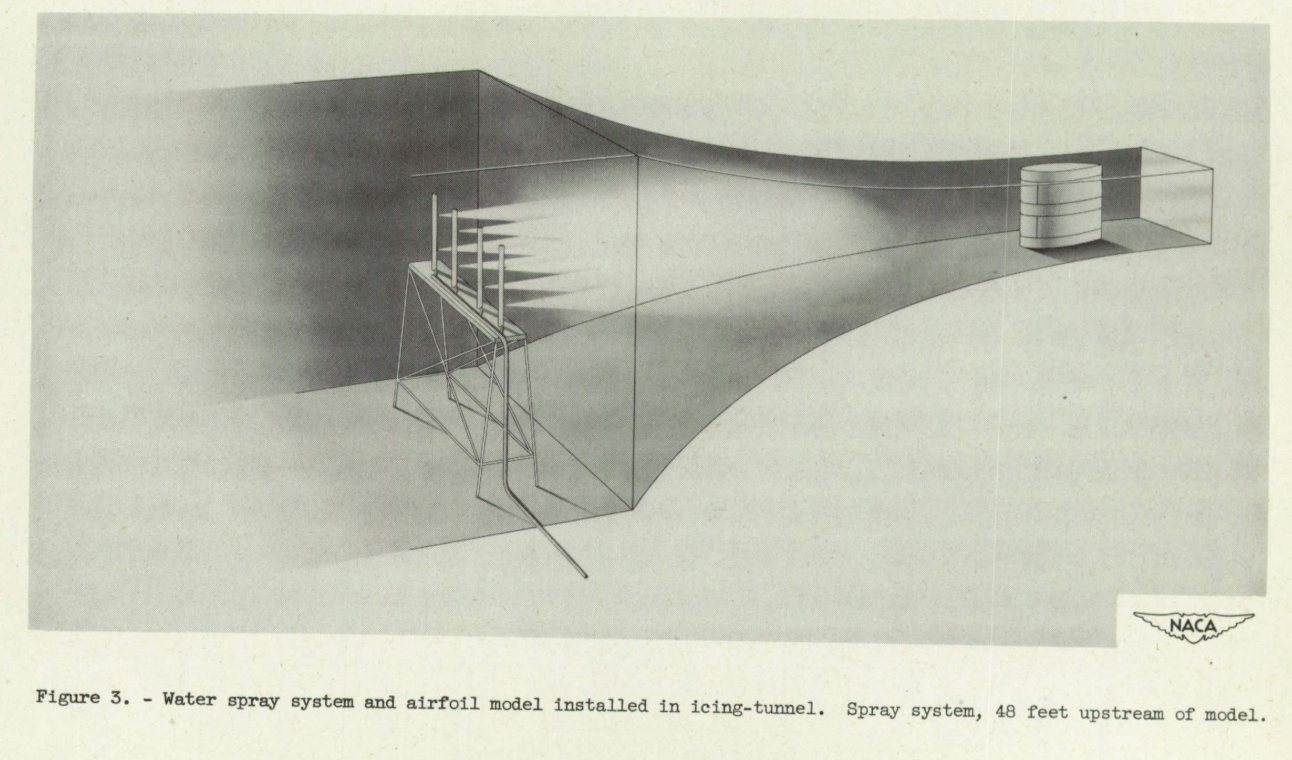 NACA
Figure 3. - Water spray system and airfoil model installed in icing-tunnel. Spray system, 48 feet upstream of model.